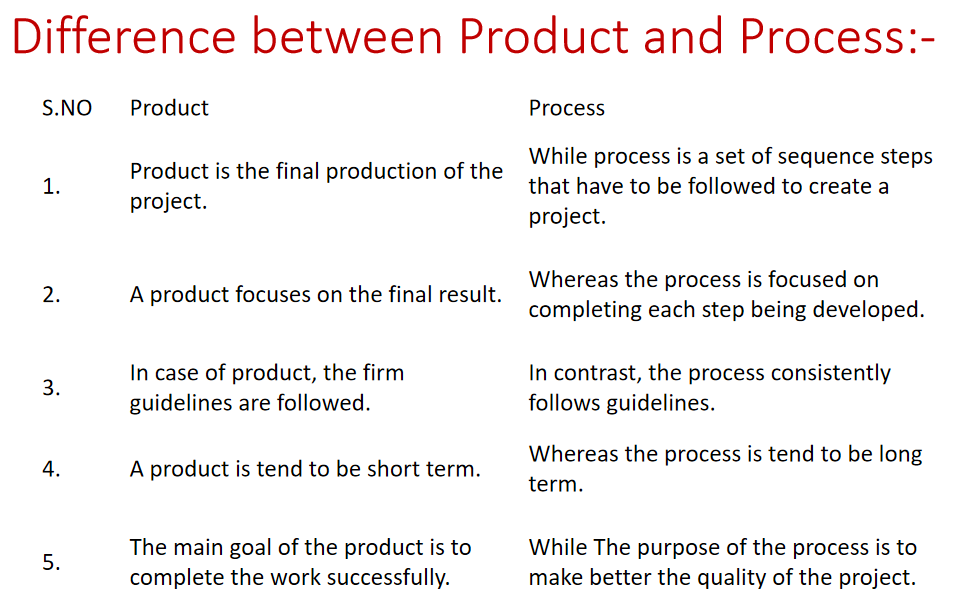 Difference between Product and Process:-
S.NO Product Process
1. Product is the final production of the project. While process is a set of sequence steps that have to be followed to create a project.
2. A product focuses on the final result. Whereas the process is focused on completing each step being developed.
3. In case of product, the firm guidelines are followed. In contrast, the process consistently follows guidelines.
4. A product is tend to be short term. Whereas the process is tend to be long term.
5. The main goal of the product is to complete the work successfully. While The purpose of the process is to make better the quality of the project.